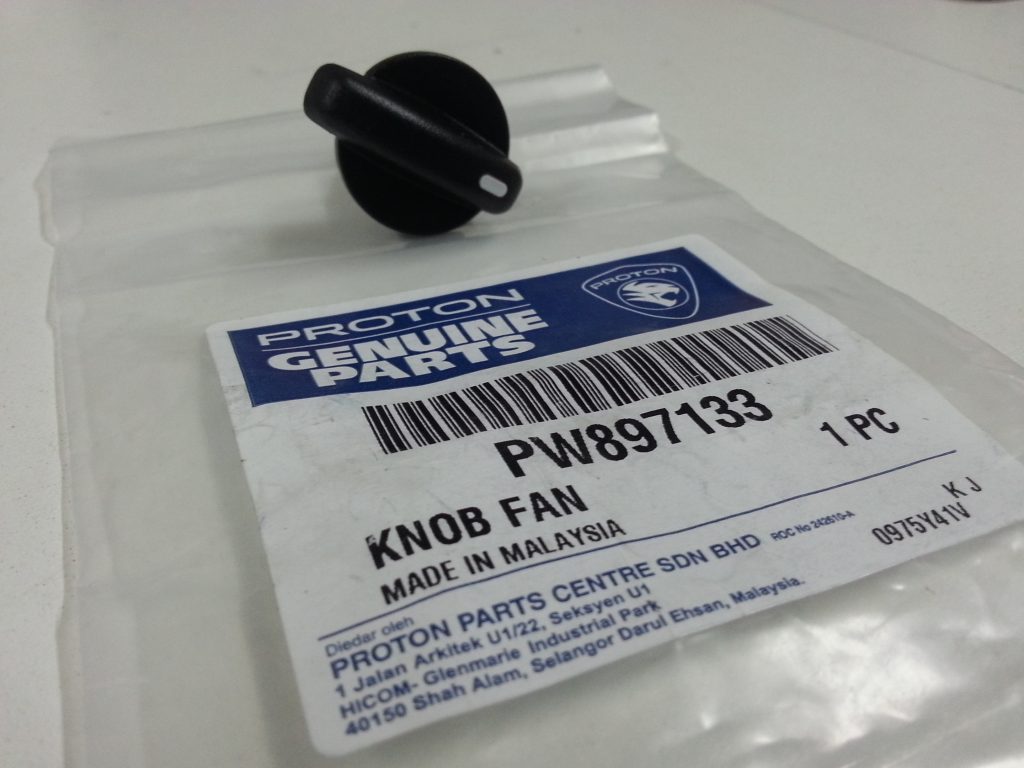 PROTON
GENUINE
PARTS
PROTON
PW897133
1 PC
KNOB FAN
MADE IN MALAYSIA
K J
0975Y41V
Diedar oleh
PROTON PARTS CENTRE SDN BHD ROC No 242610-A
1 Jalan Arkitek U1/22, Seksyen U1
HICOM- Glenmarie Industrial Park
40150 Shah Alam, Selangor Darul Ehsan, Malaysia.